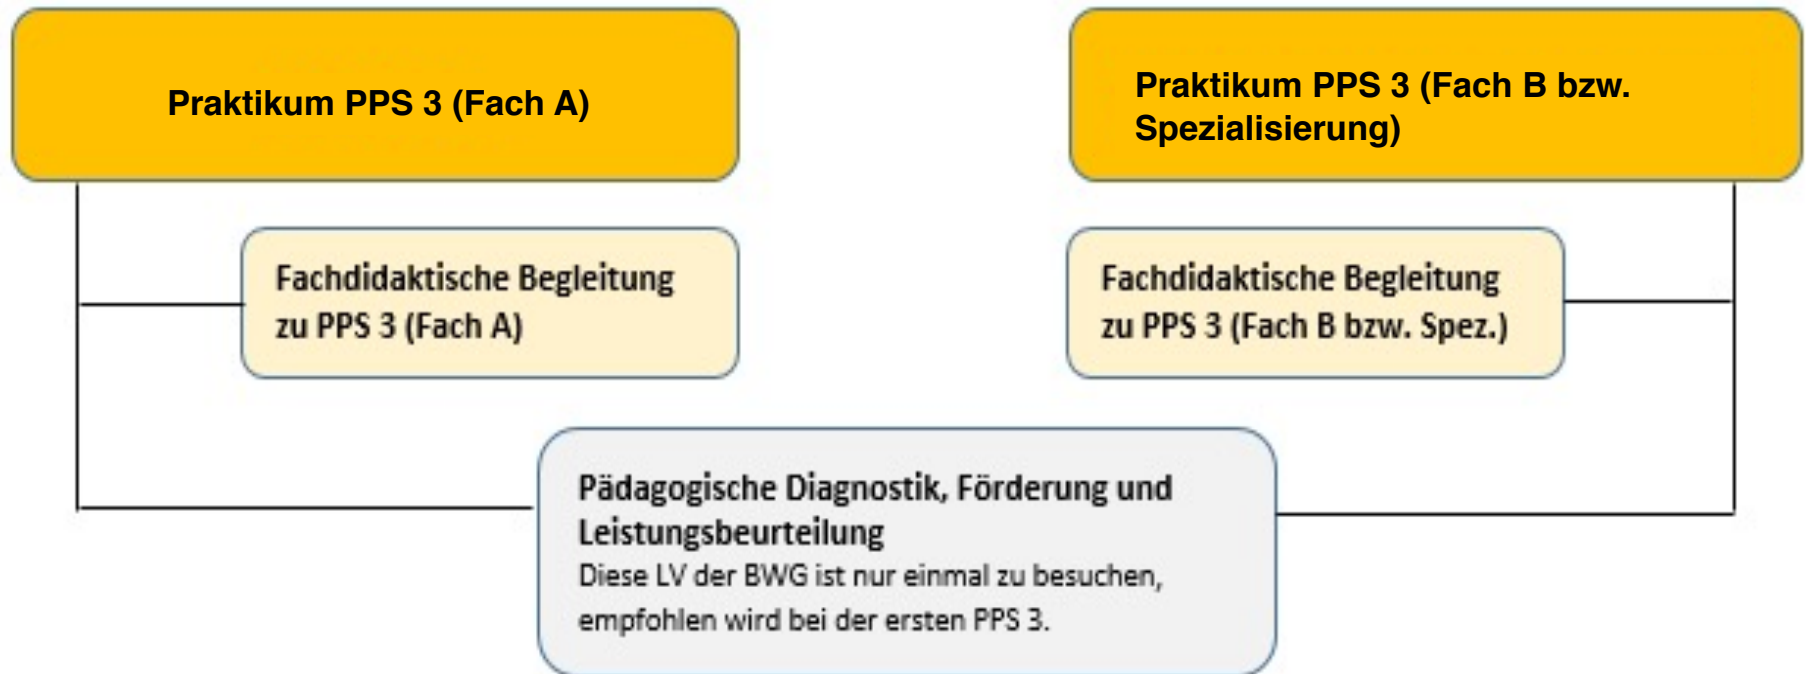 Praktikum PPS 3 (Fach A)
Praktikum PPS 3 (Fach B bzw.
Spezialisierung)
Fachdidaktische Begleitung
zu PPS 3 (Fach A)
Fachdidaktische Begleitung
zu PPS 3 (Fach B bzw. Spez.)
Pädagogische Diagnostik, Förderung und
Leistungsbeurteilung
Diese LV der BWG ist nur einmal zu besuchen,
empfohlen wird bei der ersten PPS 3.